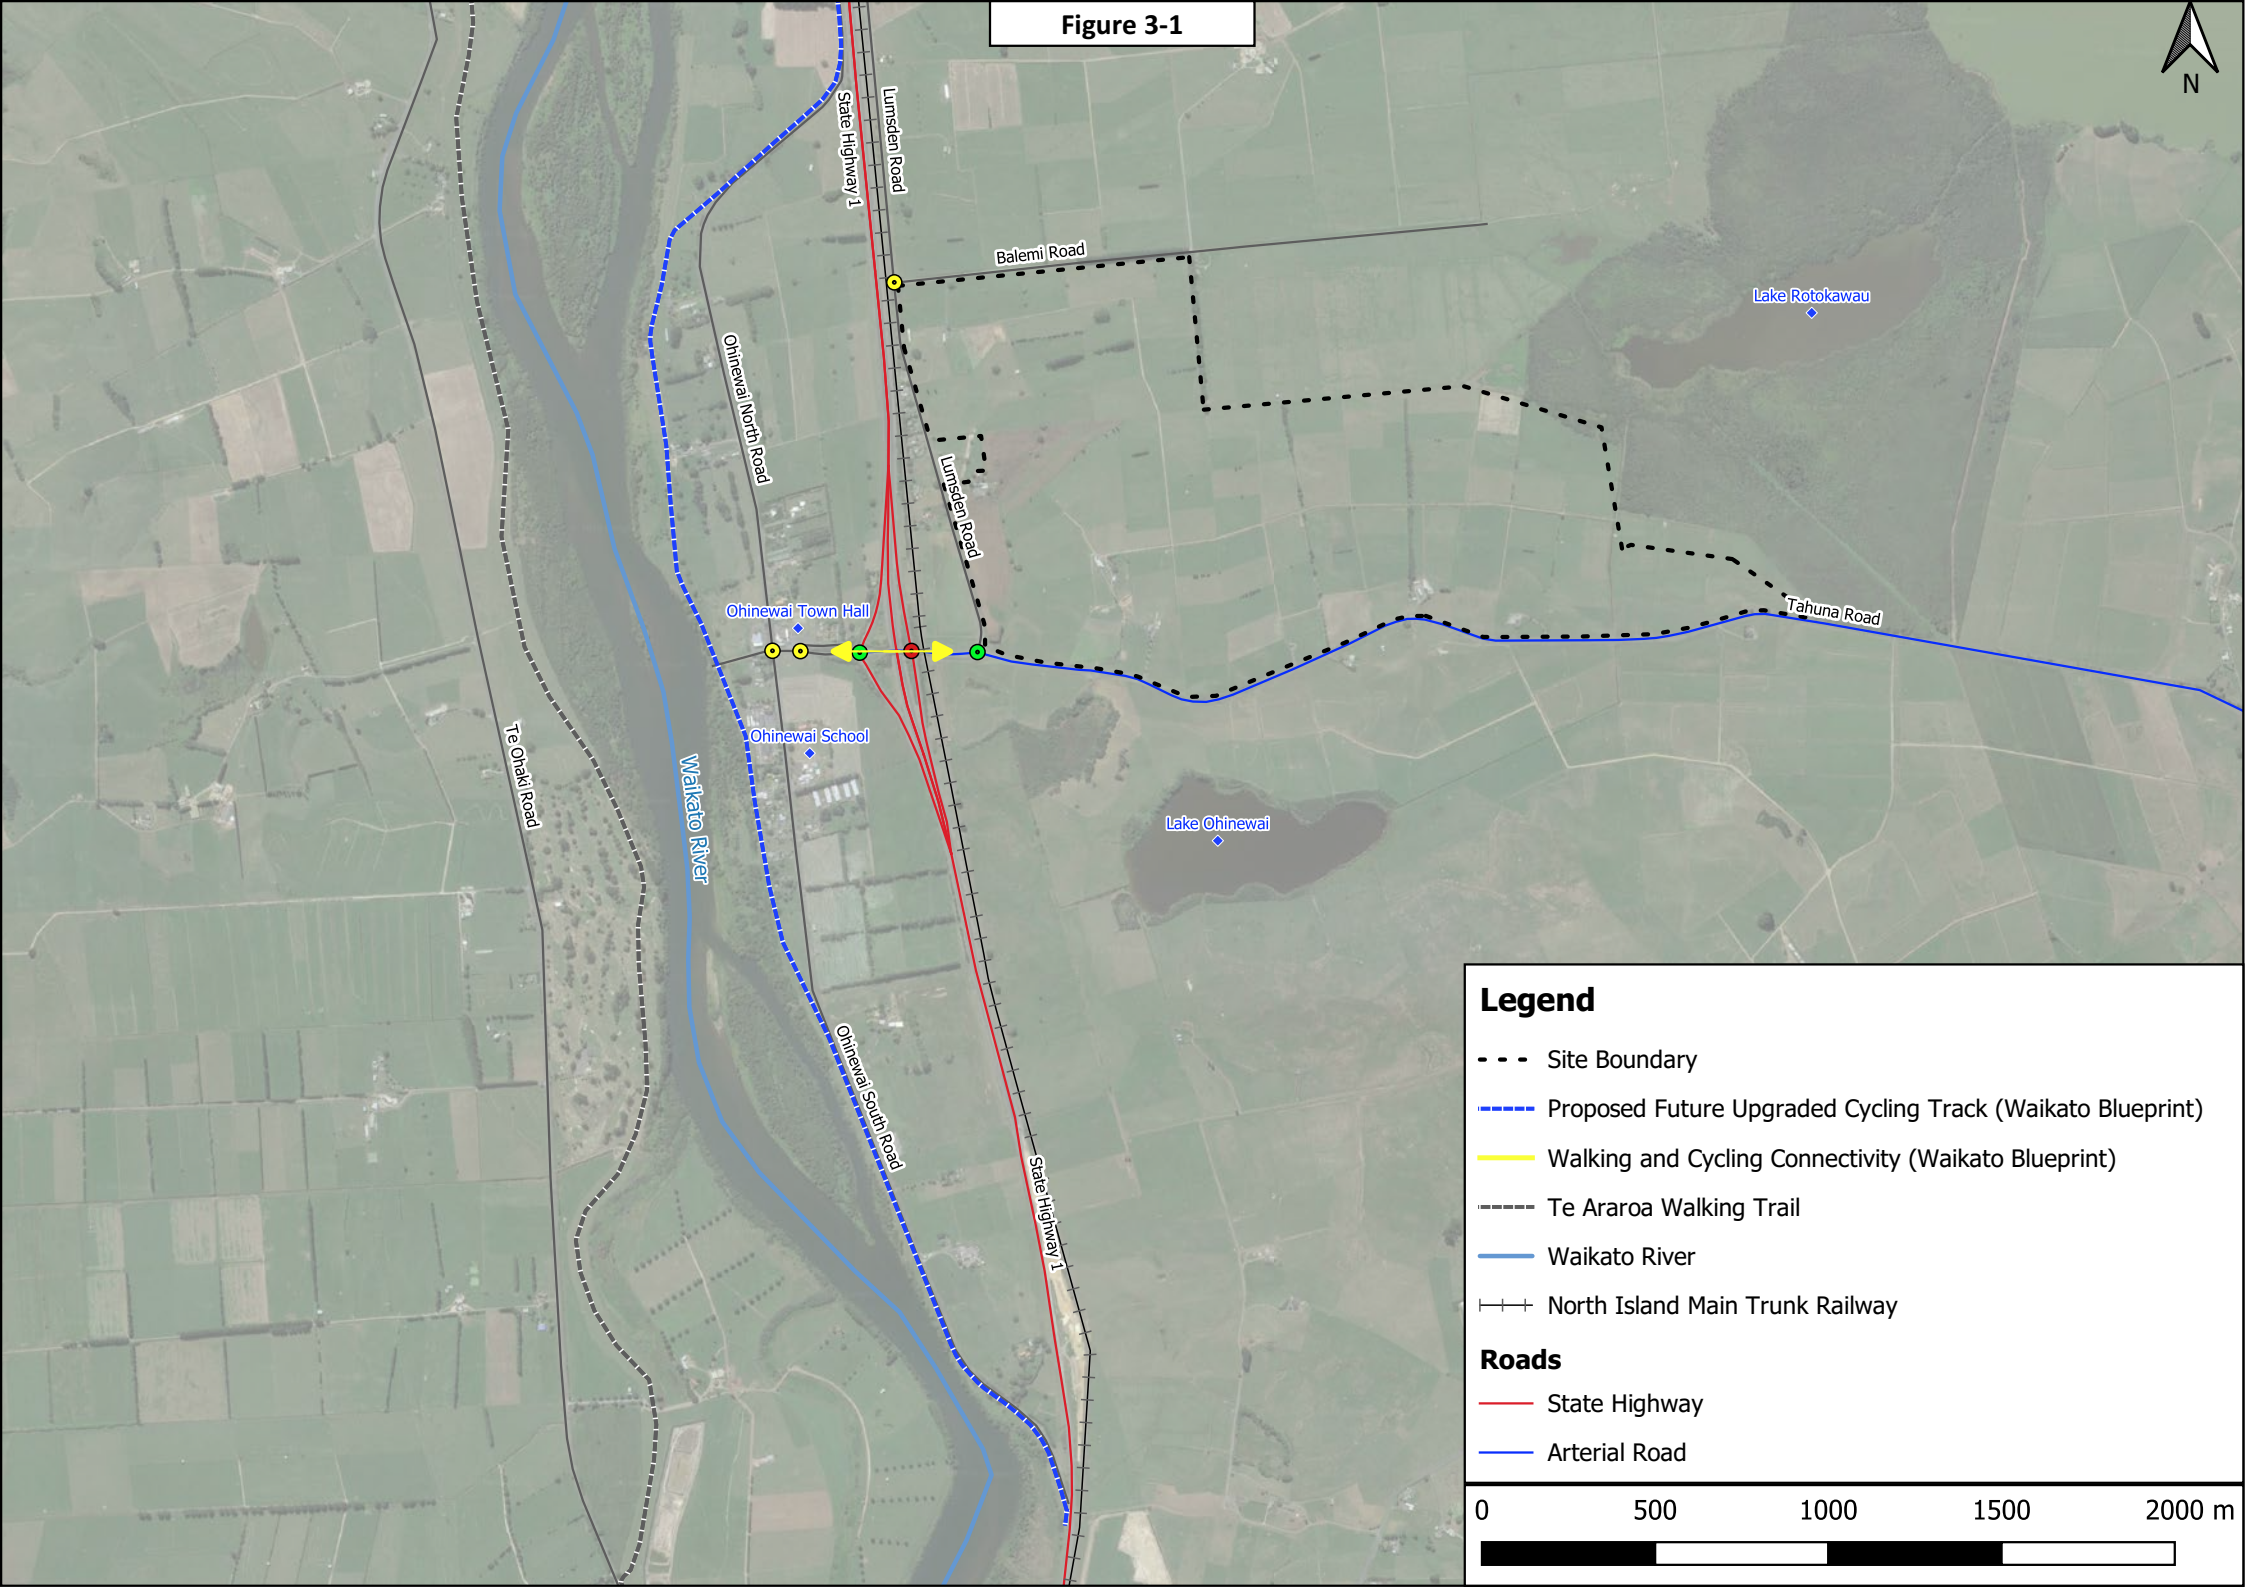 Figure 3-1
N
State Highway 1
Lumsden Road
Balemi Road
Lake Rotokawau
Ohinewai North Road
Lumsden Road
Ohinewai Town Hall
Tahuna Road
Ohinewai School
Te Ohaki Road
Waikato River
Lake Ohinewai
Ohinewai South Road
State Highway 1
Legend
Site Boundary
Proposed Future Upgraded Cycling Track (Waikato Blueprint)
Walking and Cycling Connectivity (Waikato Blueprint)
Te Araroa Walking Trail
Waikato River
North Island Main Trunk Railway
Roads
State Highway
Arterial Road
0 500 1000 1500 2000 m